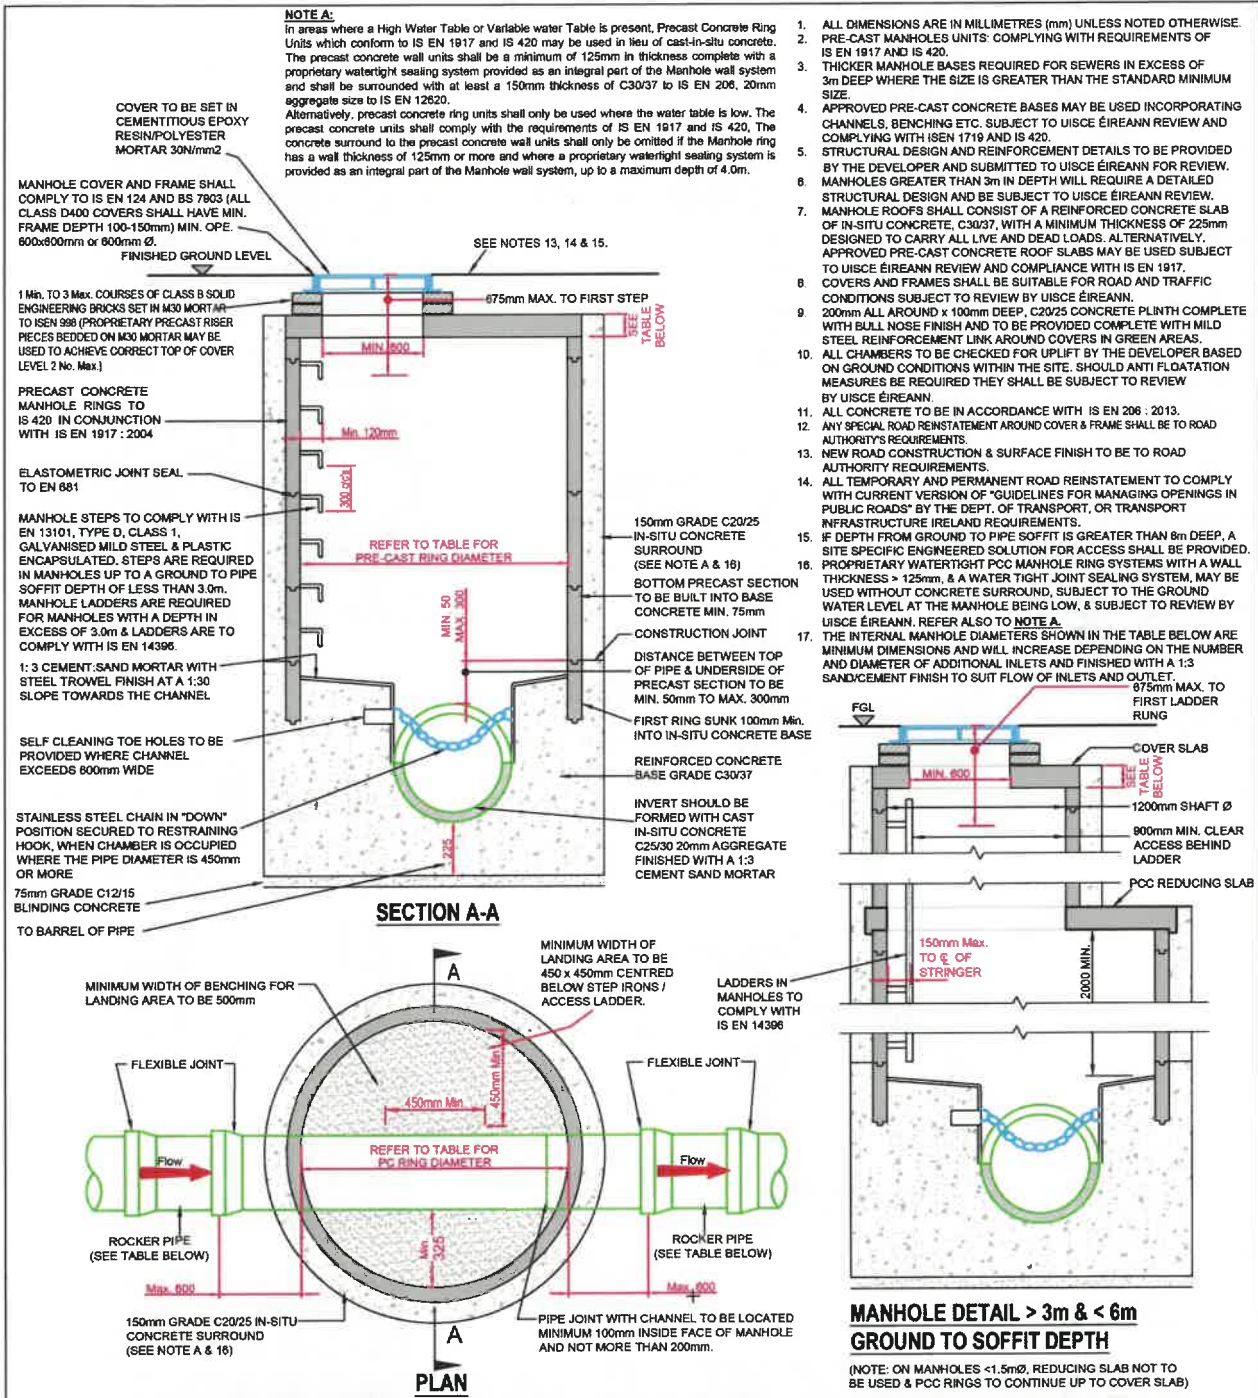 NOTE A:
In areas where a High Water Table or Variable water Table is present, Precast Concrete Ring
Units which conform to IS EN 1917 and IS 420 may be used in lieu of cast-in-situ concrete.
The precast concrete wall units shall be a minimum of 125mm in thickness complete with a
proprietary watertight sealing system provided as an integral part of the Manhole wall system
and shall be surrounded with at least a 150mm thickness of C30/37 to IS EN 206, 20mm
aggregate size to IS EN 12620.
Alternatively, precast concrete ring units shall only be used where the water table is low. The
precast concrete units shall comply with the requirements of IS EN 1917 and IS 420, The
concrete surround to the precast concrete wall units shall only be omitted if the Manhole ring
has a wall thickness of 125mm or more and where a proprietary watertight sealing system is
provided as an integral part of the Manhole wall system, up to a maximum depth of 4.0m.
1. ALL DIMENSIONS ARE IN MILLIMETRES (mm) UNLESS NOTED OTHERWISE.
2. PRE-CAST MANHOLES UNITS: COMPLYING WITH REQUIREMENTS OF
IS EN 1917 AND IS 420.
3. THICKER MANHOLE BASES REQUIRED FOR SEWERS IN EXCESS OF
3m DEEP WHERE THE SIZE IS GREATER THAN THE STANDARD MINIMUM
SIZE.
4. APPROVED PRE-CAST CONCRETE BASES MAY BE USED INCORPORATING
CHANNELS, BENCHING ETC. SUBJECT TO UISCE ÉIREANN REVIEW AND
COMPLYING WITH ISEN 1719 AND IS 420.
5. STRUCTURAL DESIGN AND REINFORCEMENT DETAILS TO BE PROVIDED
BY THE DEVELOPER AND SUBMITTED TO UISCE ÉIREANN FOR REVIEW.
6. MANHOLES GREATER THAN 3m IN DEPTH WILL REQUIRE A DETAILED
STRUCTURAL DESIGN AND BE SUBJECT TO UISCE ÉIREANN REVIEW.
7. MANHOLE ROOFS SHALL CONSIST OF A REINFORCED CONCRETE SLAB
OF IN-SITU CONCRETE, C30/37, WITH A MINIMUM THICKNESS OF 225mm
DESIGNED TO CARRY ALL LIVE AND DEAD LOADS. ALTERNATIVELY,
APPROVED PRE-CAST CONCRETE ROOF SLABS MAY BE USED SUBJECT
TO UISCE ÉIREANN REVIEW AND COMPLIANCE WITH IS EN 1917.
8. COVERS AND FRAMES SHALL BE SUITABLE FOR ROAD AND TRAFFIC
CONDITIONS SUBJECT TO REVIEW BY UISCE ÉIREANN.
9. 200mm ALL AROUND x 100mm DEEP, C20/25 CONCRETE PLINTH COMPLETE
WITH BULL NOSE FINISH AND TO BE PROVIDED COMPLETE WITH MILD
STEEL REINFORCEMENT LINK AROUND COVERS IN GREEN AREAS.
10. ALL CHAMBERS TO BE CHECKED FOR UPLIFT BY THE DEVELOPER BASED
ON GROUND CONDITIONS WITHIN THE SITE. SHOULD ANTI FLOATATION
MEASURES BE REQUIRED THEY SHALL BE SUBJECT TO REVIEW
BY UISCE ÉIREANN.
11. ALL CONCRETE TO BE IN ACCORDANCE WITH IS EN 206 : 2013.
12. ANY SPECIAL ROAD REINSTATEMENT AROUND COVER & FRAME SHALL BE TO ROAD
AUTHORITY'S REQUIREMENTS.
13. NEW ROAD CONSTRUCTION & SURFACE FINISH TO BE TO ROAD
AUTHORITY REQUIREMENTS.
14. ALL TEMPORARY AND PERMANENT ROAD REINSTATEMENT TO COMPLY
WITH CURRENT VERSION OF "GUIDELINES FOR MANAGING OPENINGS IN
PUBLIC ROADS" BY THE DEPT. OF TRANSPORT, OR TRANSPORT
INFRASTRUCTURE IRELAND REQUIREMENTS.
15. IF DEPTH FROM GROUND TO PIPE SOFFIT IS GREATER THAN 6m DEEP, A
SITE SPECIFIC ENGINEERED SOLUTION FOR ACCESS SHALL BE PROVIDED.
16. PROPRIETARY WATERTIGHT PCC MANHOLE RING SYSTEMS WITH A WALL
THICKNESS > 125mm, & A WATER TIGHT JOINT SEALING SYSTEM, MAY BE
USED WITHOUT CONCRETE SURROUND, SUBJECT TO THE GROUND
WATER LEVEL AT THE MANHOLE BEING LOW, & SUBJECT TO REVIEW BY
UISCE ÉIREANN. REFER ALSO TO NOTE A.
17. THE INTERNAL MANHOLE DIAMETERS SHOWN IN THE TABLE BELOW ARE
MINIMUM DIMENSIONS AND WILL INCREASE DEPENDING ON THE NUMBER
AND DIAMETER OF ADDITIONAL INLETS AND FINISHED WITH A 1:3
SAND/CEMENT FINISH TO SUIT FLOW OF INLETS AND OUTLET.
COVER TO BE SET IN
CEMENTITIOUS EPOXY
RESIN/POLYESTER
MORTAR 30N/mm2
MANHOLE COVER AND FRAME SHALL
COMPLY TO IS EN 124 AND BS 7903 (ALL
CLASS D400 COVERS SHALL HAVE MIN.
FRAME DEPTH 100-150mm) MIN. OPE.
600x600mm or 600mm Ø.
FINISHED GROUND LEVEL
SEE NOTES 13, 14 & 15.
1 Min. TO 3 Max. COURSES OF CLASS B SOLID
ENGINEERING BRICKS SET IN M30 MORTAR
TO ISEN 998 (PROPRIETARY PRECAST RISER
PIECES BEDDED ON M30 MORTAR MAY BE
USED TO ACHIEVE CORRECT TOP OF COVER
LEVEL 2 No. Max.)
675mm MAX. TO FIRST STEP
SEE
TABLE
BELOW
MIN. 600
PRECAST CONCRETE
MANHOLE RINGS TO
IS 420 IN CONJUNCTION
WITH IS EN 1917 : 2004
Min. 120mm
ELASTOMETRIC JOINT SEAL
TO EN 681
300 c/c's
MANHOLE STEPS TO COMPLY WITH IS
EN 13101, TYPE D, CLASS 1,
GALVANISED MILD STEEL & PLASTIC
ENCAPSULATED. STEPS ARE REQUIRED
IN MANHOLES UP TO A GROUND TO PIPE
SOFFIT DEPTH OF LESS THAN 3.0m.
MANHOLE LADDERS ARE REQUIRED
FOR MANHOLES WITH A DEPTH IN
EXCESS OF 3.0m & LADDERS ARE TO
COMPLY WITH IS EN 14396.
REFER TO TABLE FOR
PRE-CAST RING DIAMETER
150mm GRADE C20/25
IN-SITU CONCRETE
SURROUND
(SEE NOTE A & 16)
BOTTOM PRECAST SECTION
TO BE BUILT INTO BASE
CONCRETE MIN. 75mm
MIN. 50
MAX. 300
CONSTRUCTION JOINT
DISTANCE BETWEEN TOP
OF PIPE & UNDERSIDE OF
PRECAST SECTION TO BE
MIN. 50mm TO MAX. 300mm
1: 3 CEMENT:SAND MORTAR WITH
STEEL TROWEL FINISH AT A 1:30
SLOPE TOWARDS THE CHANNEL
FIRST RING SUNK 100mm Min.
INTO IN-SITU CONCRETE BASE
SELF CLEANING TOE HOLES TO BE
PROVIDED WHERE CHANNEL
EXCEEDS 600mm WIDE
REINFORCED CONCRETE
BASE GRADE C30/37
INVERT SHOULD BE
FORMED WITH CAST
IN-SITU CONCRETE
C25/30 20mm AGGREGATE
FINISHED WITH A 1:3
CEMENT SAND MORTAR
STAINLESS STEEL CHAIN IN "DOWN"
POSITION SECURED TO RESTRAINING
HOOK, WHEN CHAMBER IS OCCUPIED
WHERE THE PIPE DIAMETER IS 450mm
OR MORE
225
75mm GRADE C12/15
BLINDING CONCRETE
TO BARREL OF PIPE
SECTION A-A
675mm MAX. TO
FIRST LADDER
RUNG
FGL
COVER SLAB
MIN. 600
SEE
TABLE
BELOW
1200mm SHAFT Ø
900mm MIN. CLEAR
ACCESS BEHIND
LADDER
PCC REDUCING SLAB
150mm Max.
TO ℄ OF
STRINGER
2000 MIN.
LADDERS IN
MANHOLES TO
COMPLY WITH
IS EN 14396
MANHOLE DETAIL > 3m & < 6m
GROUND TO SOFFIT DEPTH
(NOTE: ON MANHOLES <1.5mØ, REDUCING SLAB NOT TO
BE USED & PCC RINGS TO CONTINUE UP TO COVER SLAB)
A
MINIMUM WIDTH OF
LANDING AREA TO BE
450 x 450mm CENTRED
BELOW STEP IRONS /
ACCESS LADDER.
MINIMUM WIDTH OF BENCHING FOR
LANDING AREA TO BE 500mm
FLEXIBLE JOINT
FLEXIBLE JOINT
450mm Min
450mm Min
REFER TO TABLE FOR
PC RING DIAMETER
Flow
Flow
ROCKER PIPE
(SEE TABLE BELOW)
ROCKER PIPE
(SEE TABLE BELOW)
Min.
325
Max. 600
Max. 600
150mm GRADE C20/25 IN-SITU
CONCRETE SURROUND
(SEE NOTE A & 16)
PIPE JOINT WITH CHANNEL TO BE LOCATED
MINIMUM 100mm INSIDE FACE OF MANHOLE
AND NOT MORE THAN 200mm.
A
PLAN